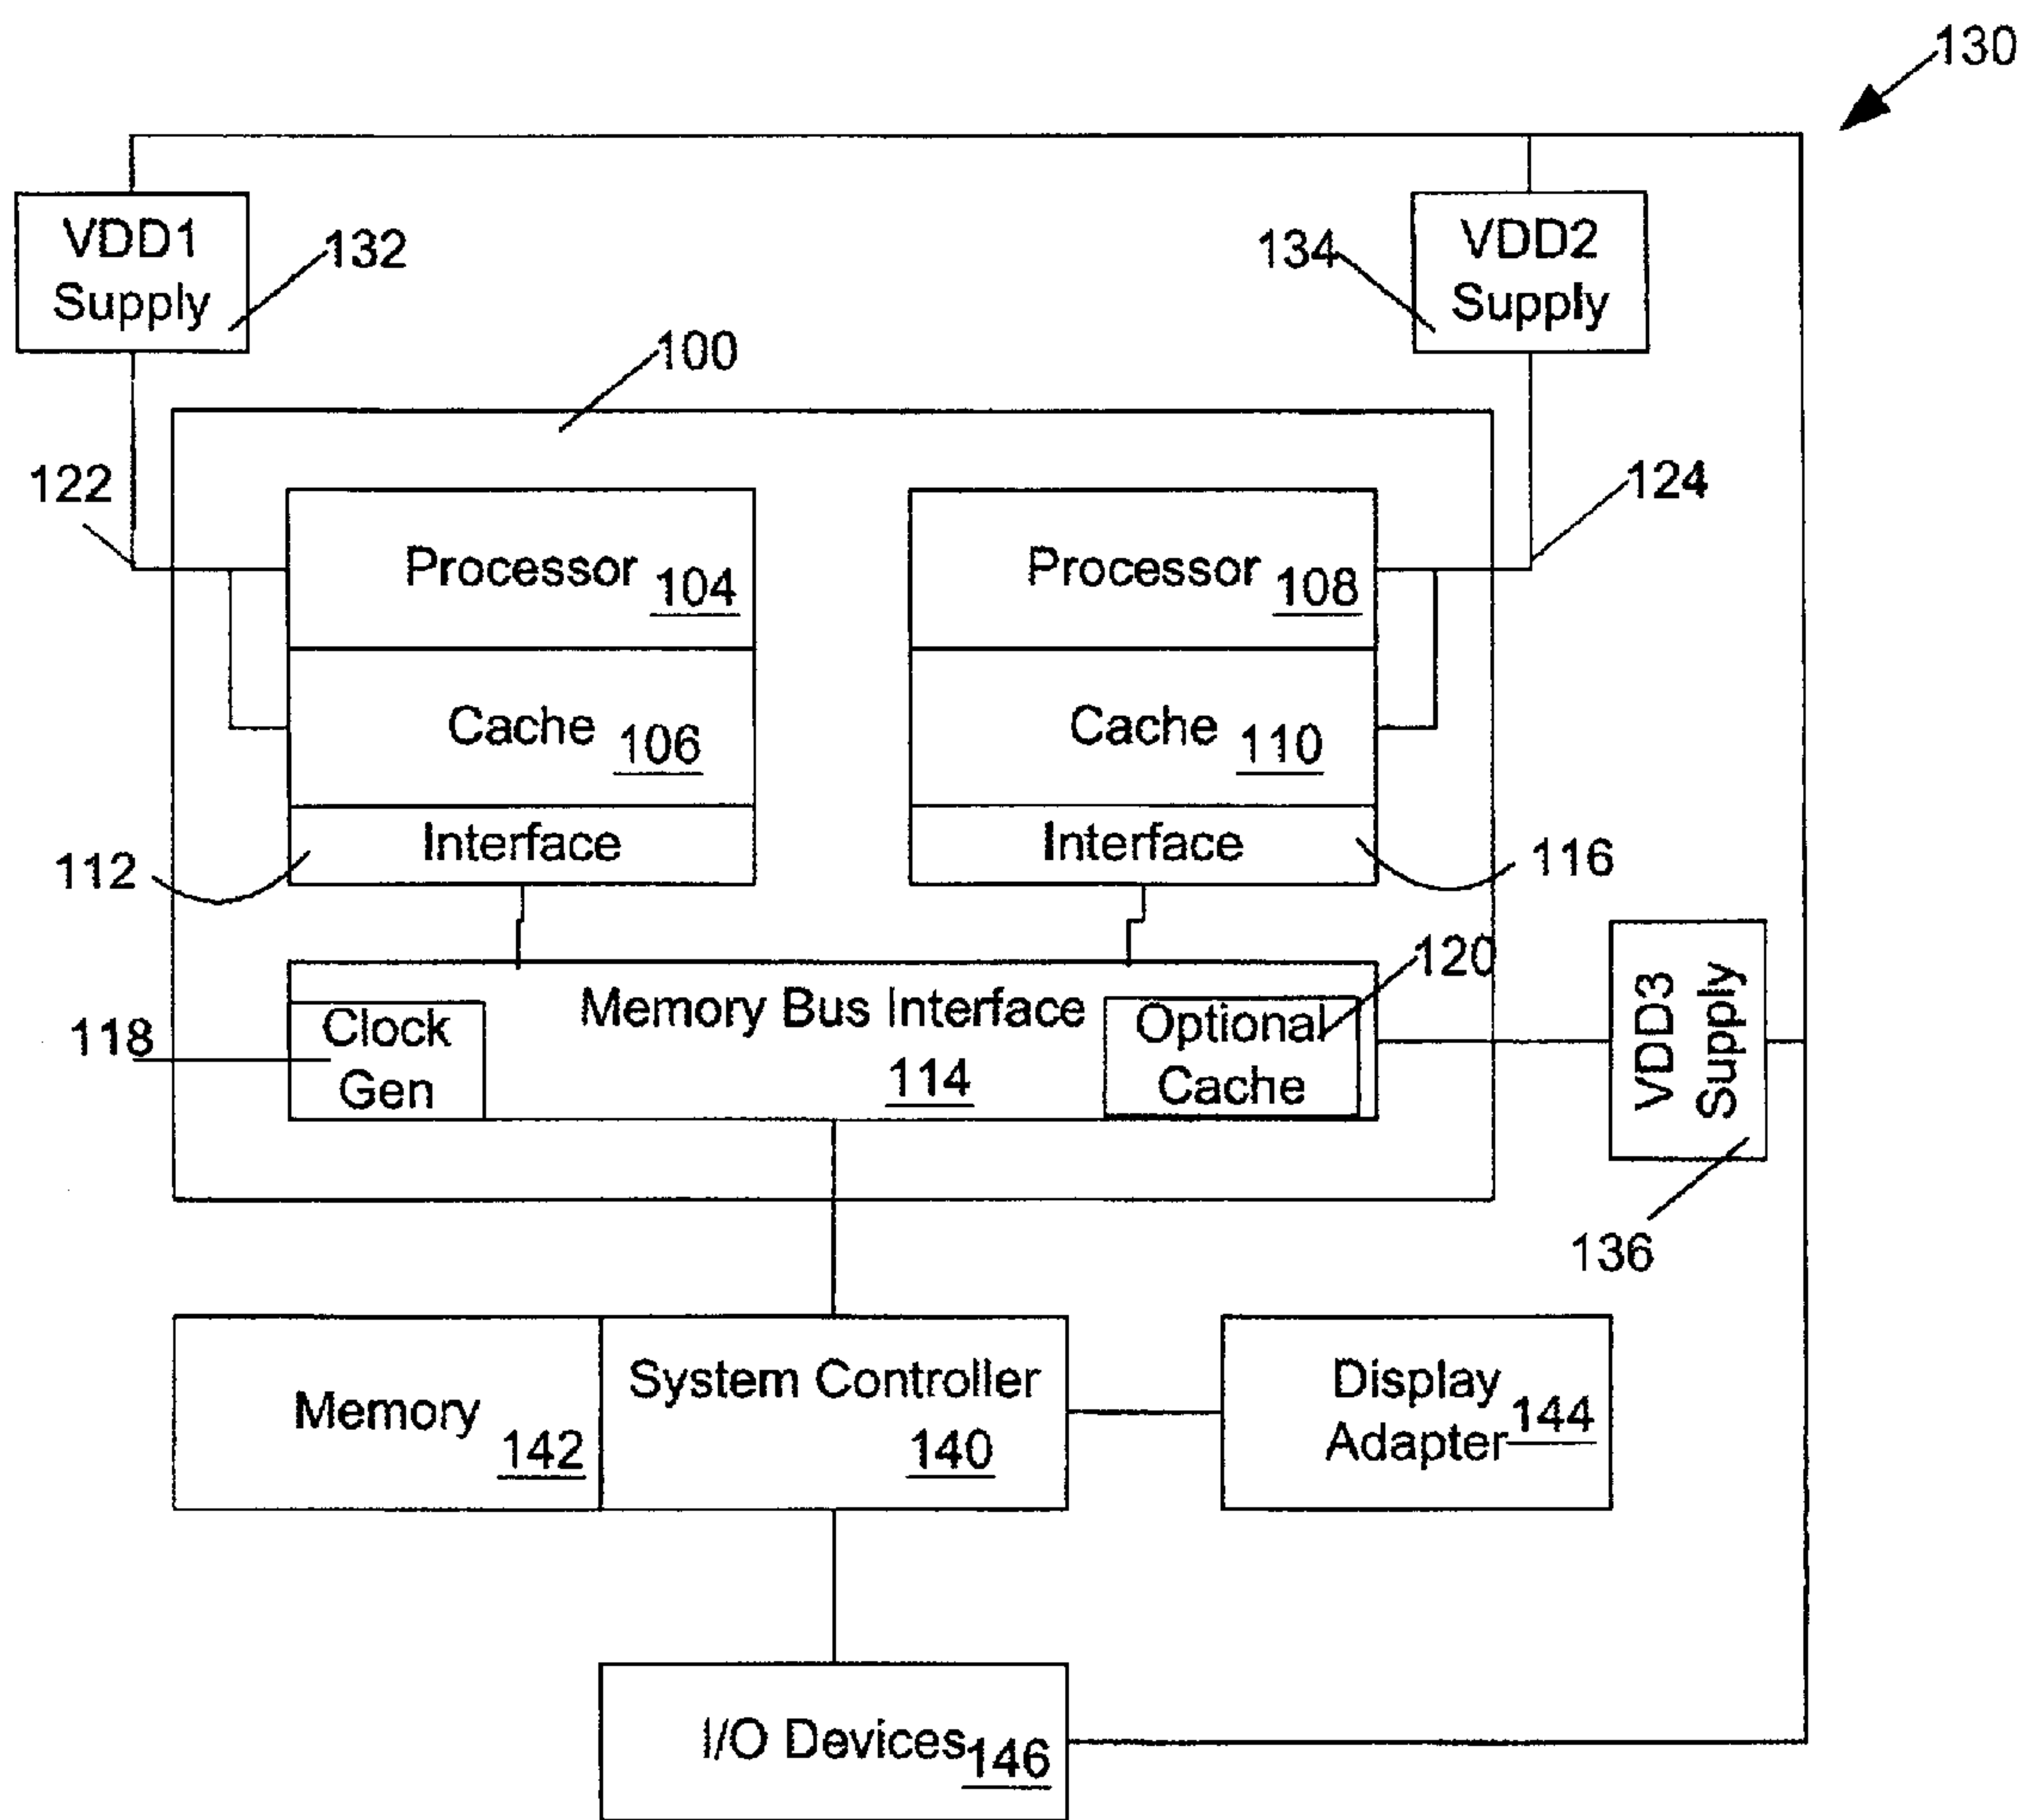 130
VDD1
Supply
132
134
VDD2
Supply
100
122
124
Processor 104
Processor 108
Cache 106
Cache 110
Interface
Interface
112
116
120
Memory Bus Interface
114
118
Clock
Gen
Optional
Cache
VDD3
Supply
136
Memory 142
System Controller
140
Display
Adapter 144
I/O Devices 146